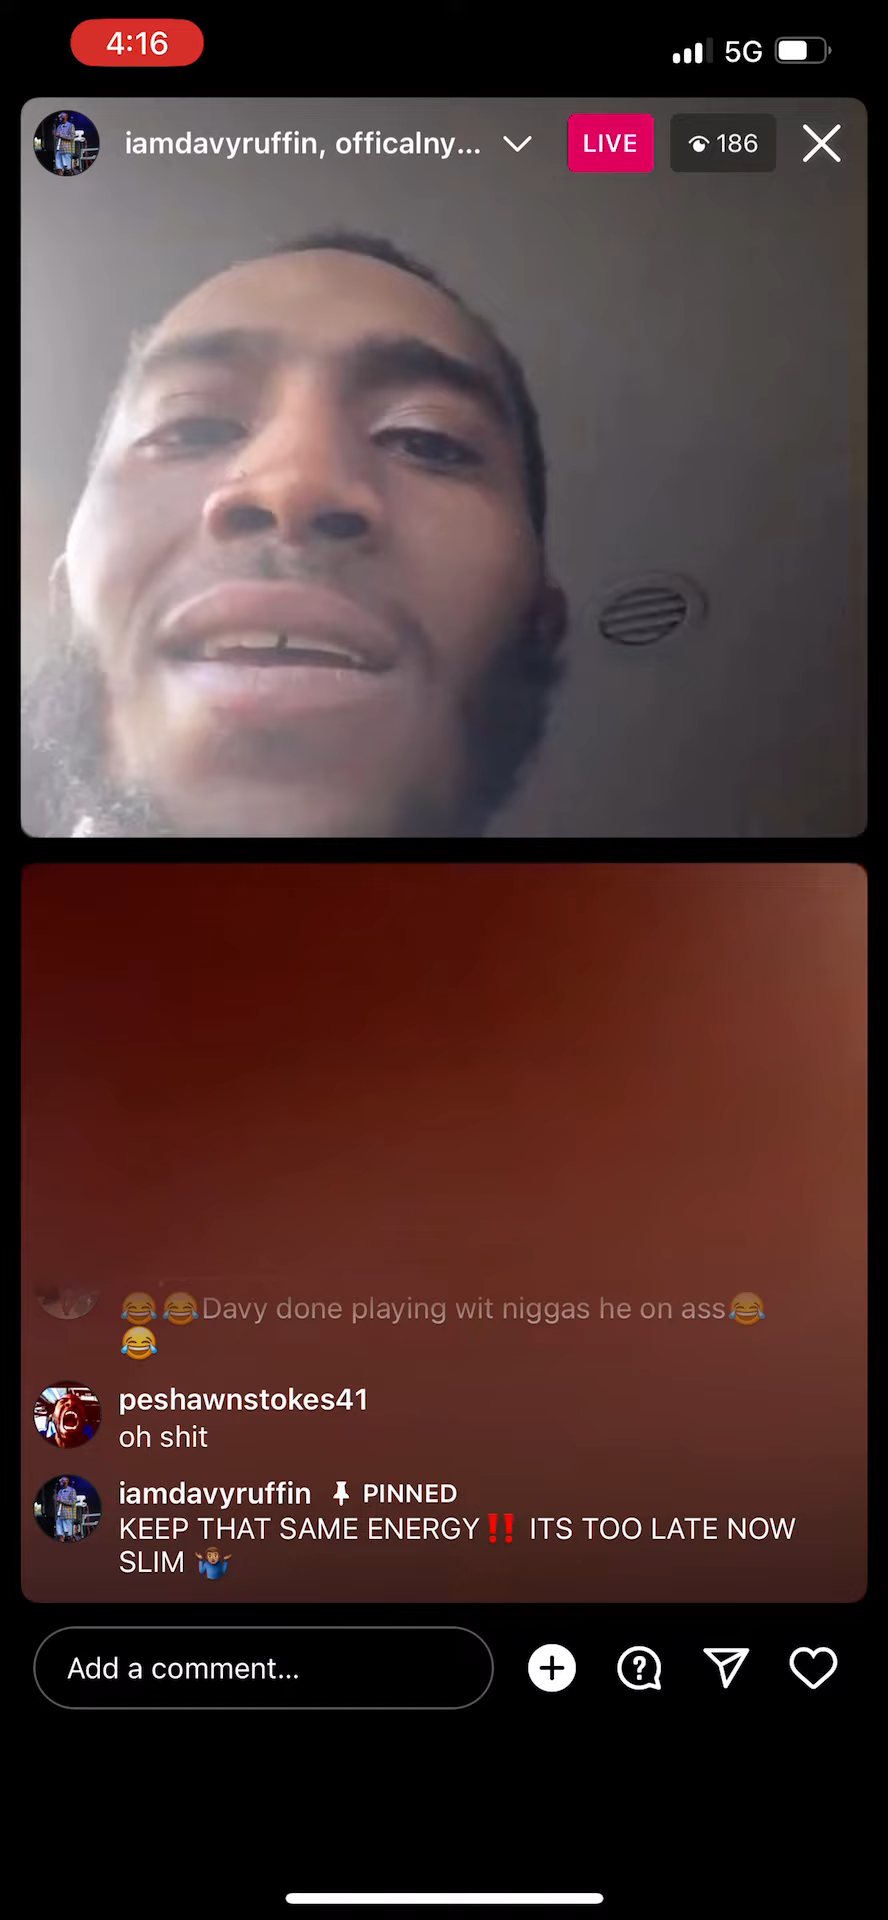 4:16
5G
iamdavyruffin, officalny...
LIVE
186
😂😂Davy done playing wit niggas he on ass😂
😂
peshawnstokes41
oh shit
iamdavyruffin PINNED
KEEP THAT SAME ENERGY‼️ ITS TOO LATE NOW
SLIM 🤷🏽‍♂️
Add a comment...